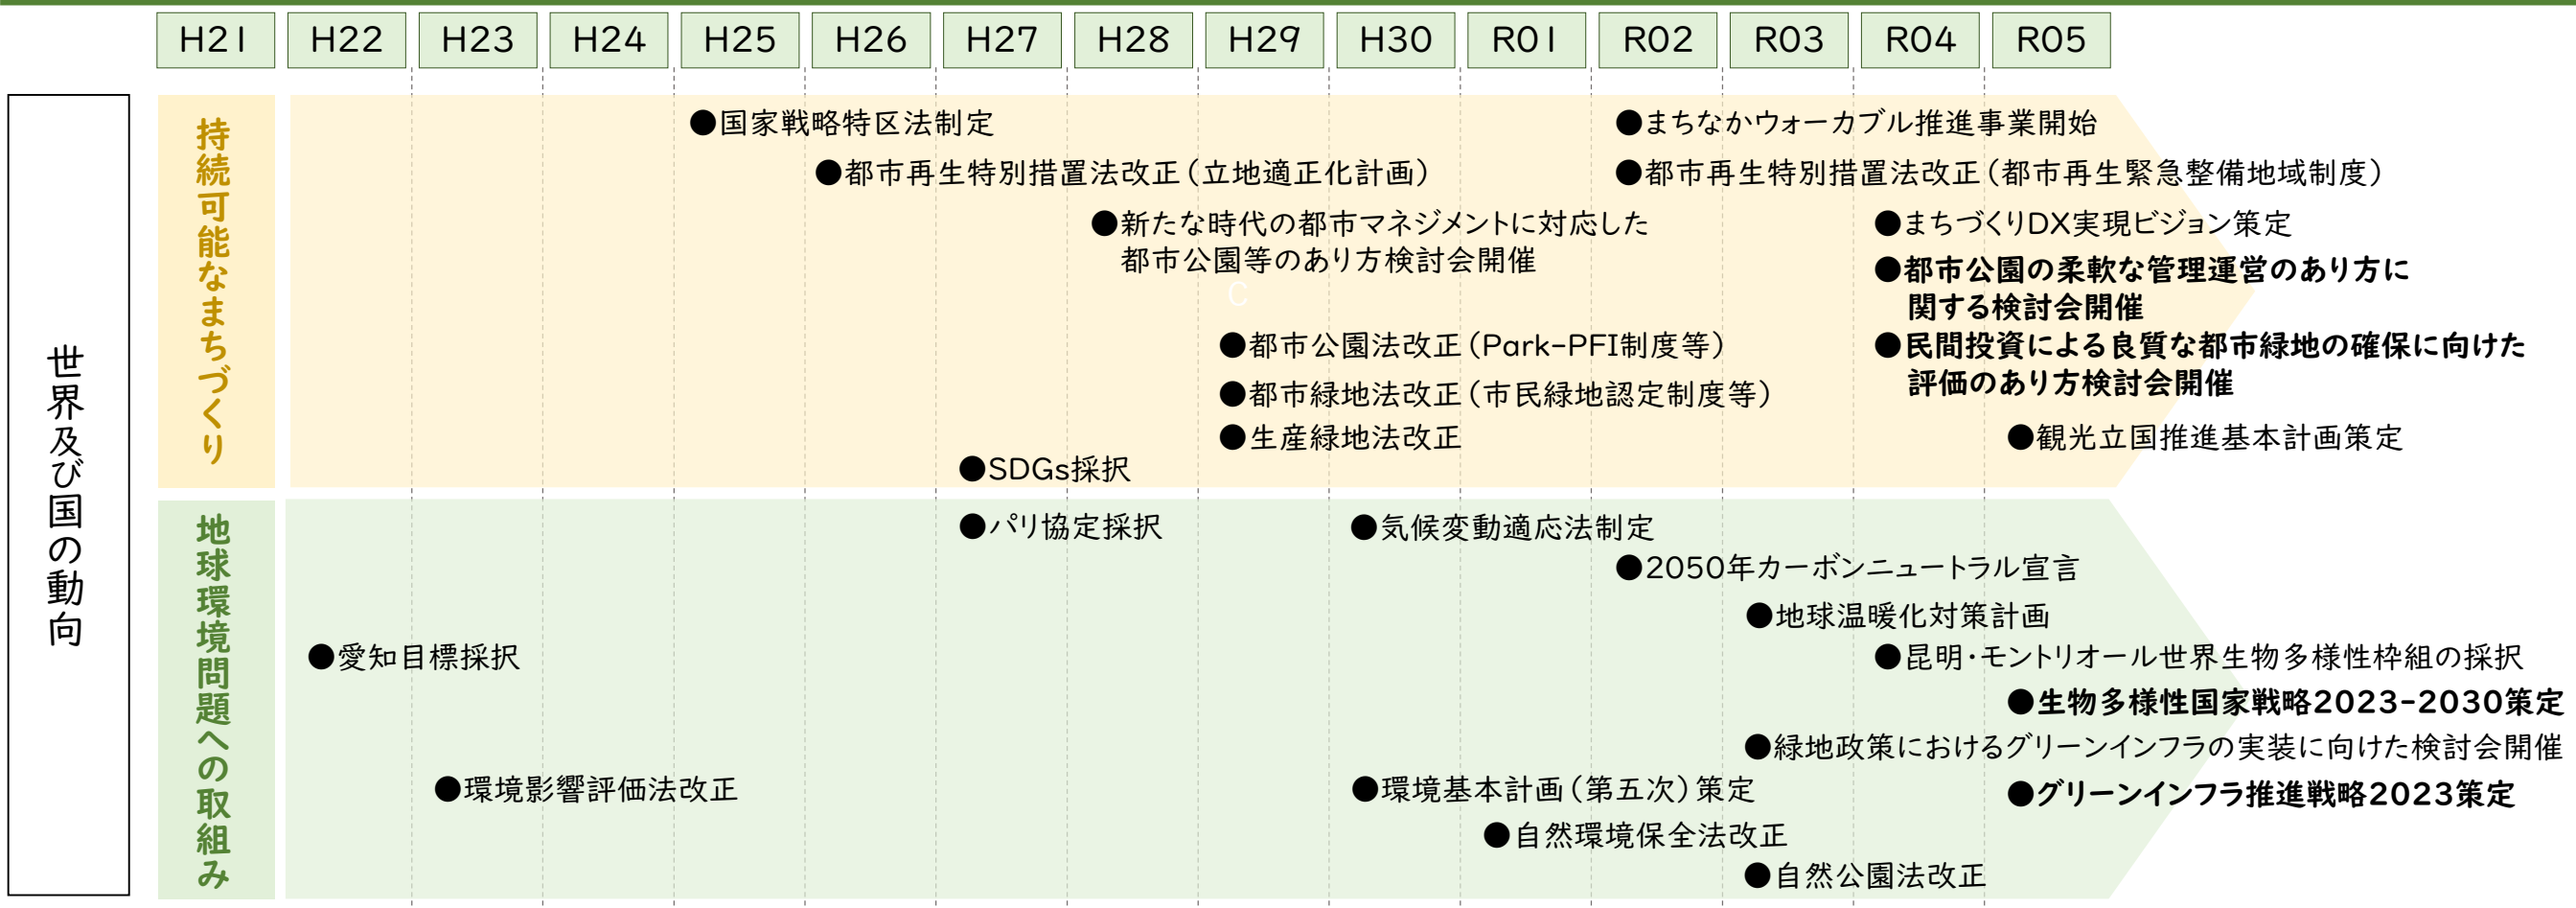 H21 H22 H23 H24 H25 H26 H27 H28 H29 H30 R01 R02 R03 R04 R05
世界及び国の動向
持続可能なまちづくり
●国家戦略特区法制定
●まちなかウォーカブル推進事業開始
●都市再生特別措置法改正（立地適正化計画）
●都市再生特別措置法改正（都市再生緊急整備地域制度）
●新たな時代の都市マネジメントに対応した
都市公園等のあり方検討会開催
C
●まちづくりDX実現ビジョン策定
●都市公園の柔軟な管理運営のあり方に
関する検討会開催
●都市公園法改正（Park-PFI制度等）
●民間投資による良質な都市緑地の確保に向けた
評価のあり方検討会開催
●都市緑地法改正（市民緑地認定制度等）
●生産緑地法改正
●観光立国推進基本計画策定
●SDGs採択
地球環境問題への取組み
●パリ協定採択
●気候変動適応法制定
●2050年カーボンニュートラル宣言
●地球温暖化対策計画
●愛知目標採択
●昆明・モントリオール世界生物多様性枠組の採択
●生物多様性国家戦略2023-2030策定
●緑地政策におけるグリーンインフラの実装に向けた検討会開催
●環境影響評価法改正
●環境基本計画（第五次）策定
●グリーンインフラ推進戦略2023策定
●自然環境保全法改正
●自然公園法改正